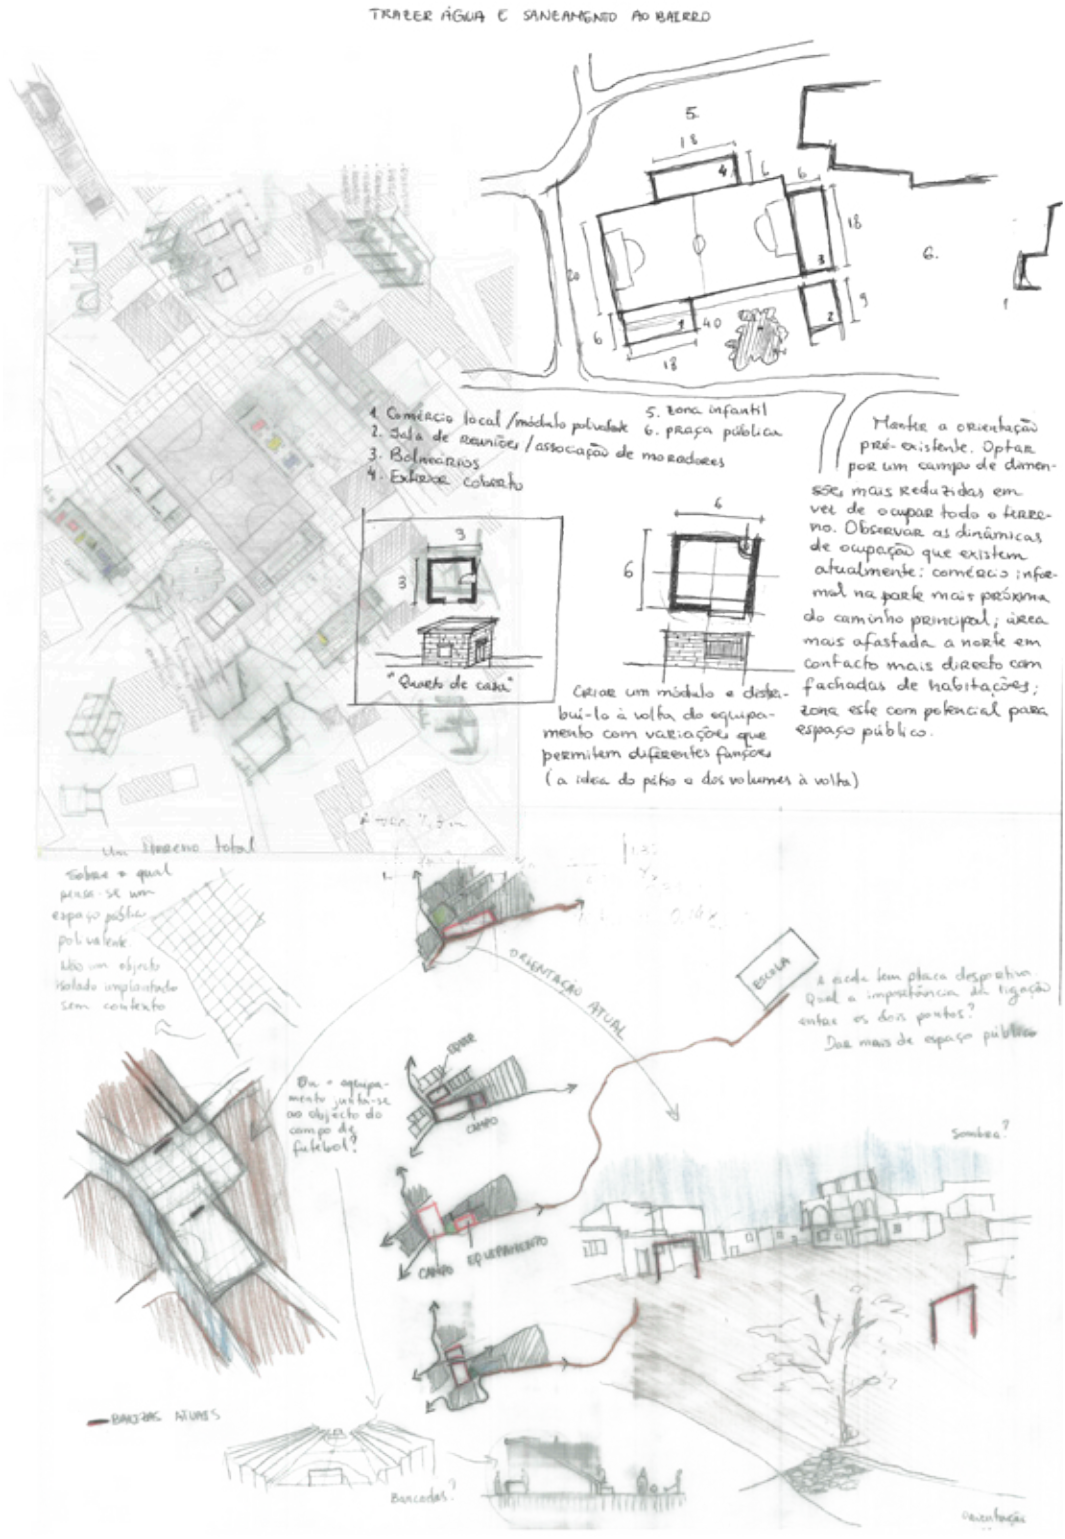 TRAZER ÁGUA E SANEAMENTO AO BAIRRO
5.
18
4
6
6
18
3
6.
20
9
2
1
40
6
18
1. Comércio local / módulo polivalente
2. Sala de Reuniões / associação de moradores
3. Balneários
4. Exterior coberto
5. zona infantil
6. praça pública
Manter a orientação
pré-existente. Optar
por um campo de dimen-
sões mais reduzidas em
vez de ocupar todo o terre-
no. Observar as dinâmicas
de ocupação que existem
atualmente: comércio infor-
mal na parte mais próxima
do caminho principal; área
mais afastada a norte em
contacto mais directo com
fachadas de habitações;
zona este com potencial para
espaço público.
3
3
"Quarto de casa"
6
6
Criar um módulo e distri-
buí-lo à volta do equipa-
mento com variações que
permitem diferentes funções
(a ideia do pátio e dos volumes à volta)
Um terreno total
sobre o qual
pensa-se um
espaço público
polivalente.
Não um objecto
isolado implantado
sem contexto
ORIENTAÇÃO ATUAL
ESCOLA
A escola tem placa desportiva.
Qual a importância da ligação
entre os dois pontos?
Dar mais de espaço público
Ou o equipa-
mento junta-se
ao objecto do
campo de
futebol?
EQUIP.
CAMPO
CAMPO
EQUIPAMENTO
Sombra?
BALIZAS ATUAIS
Bancadas?